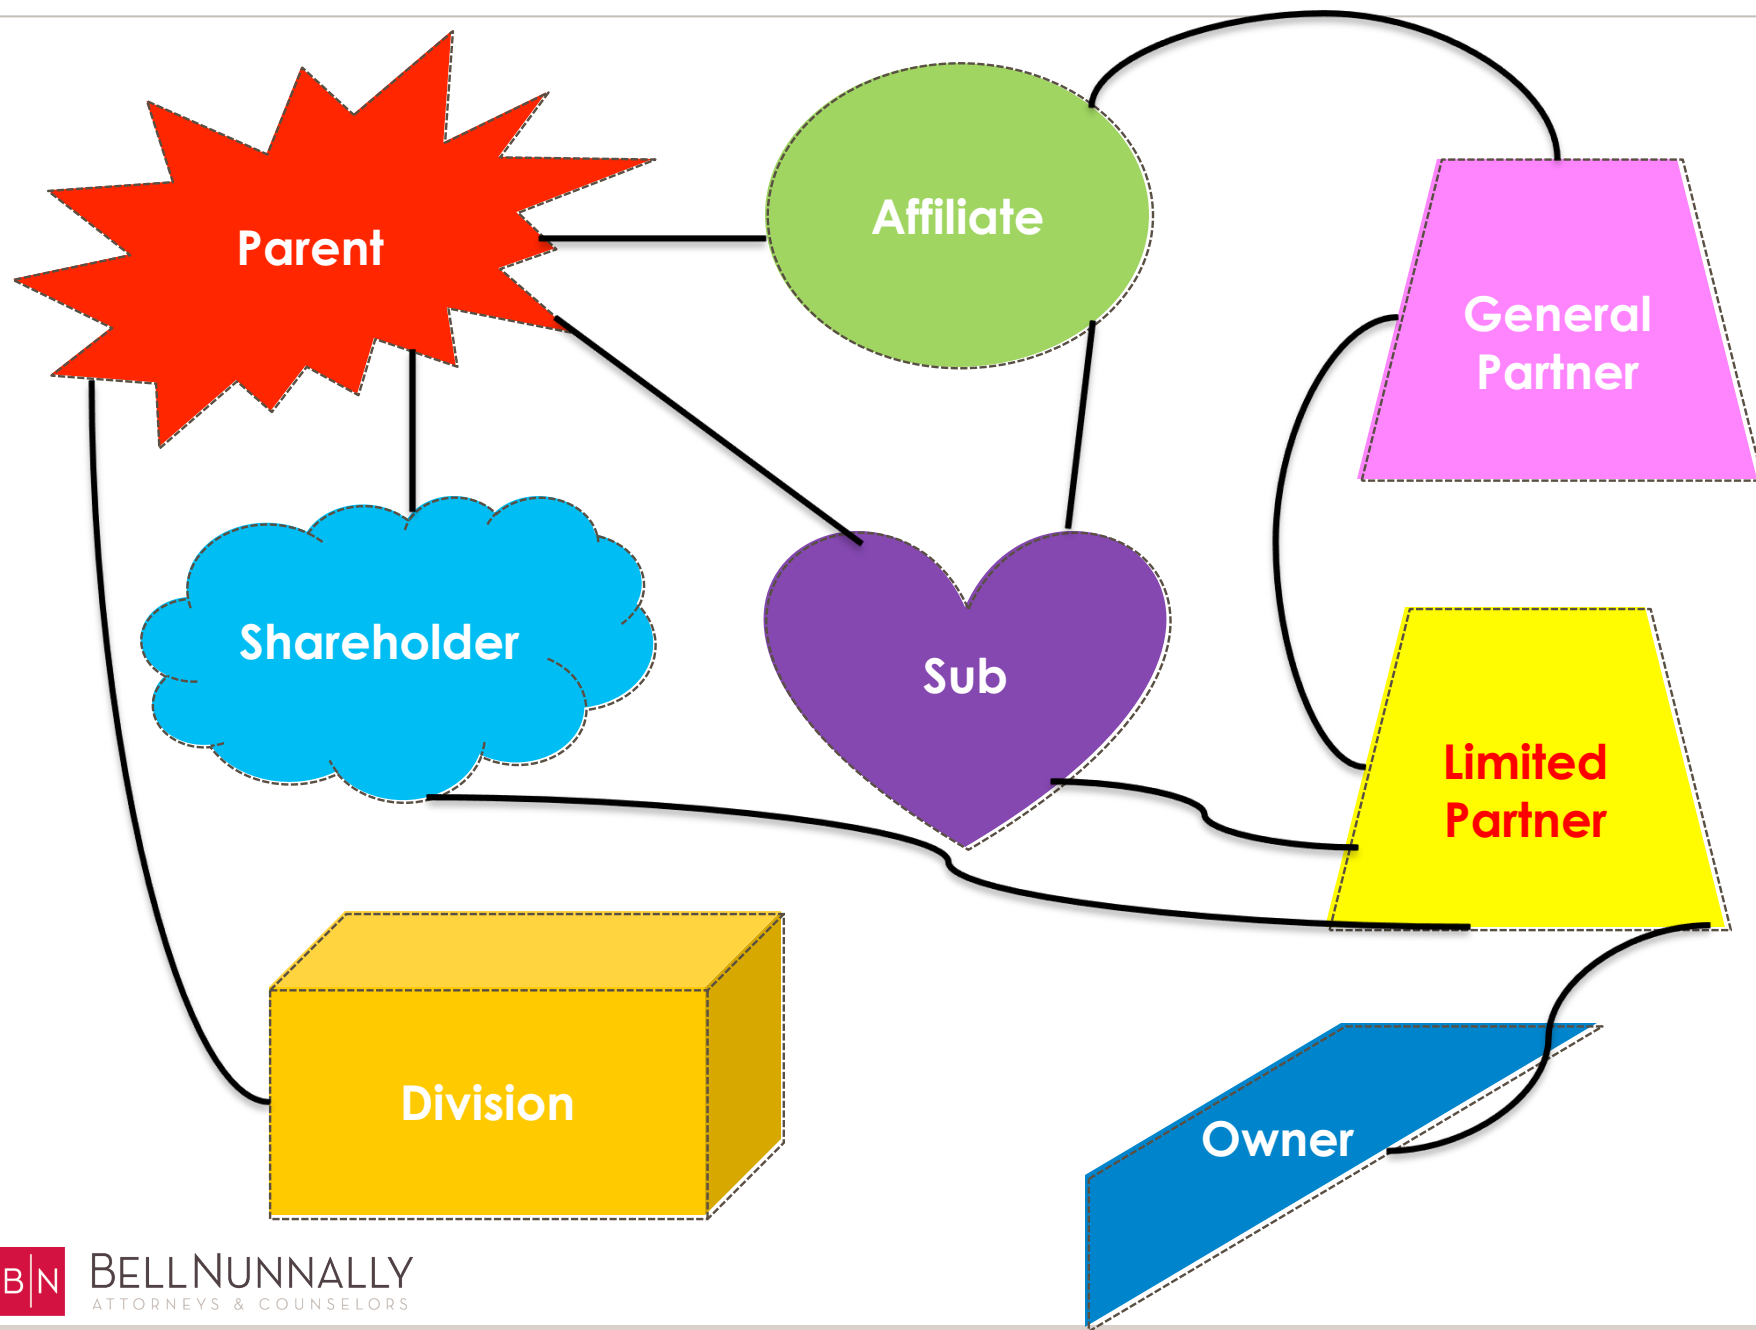 Parent
Affiliate
General
Partner
Shareholder
Sub
Limited
Partner
Division
Owner
B|N
BELLNUNNALLY
ATTORNEYS & COUNSELORS